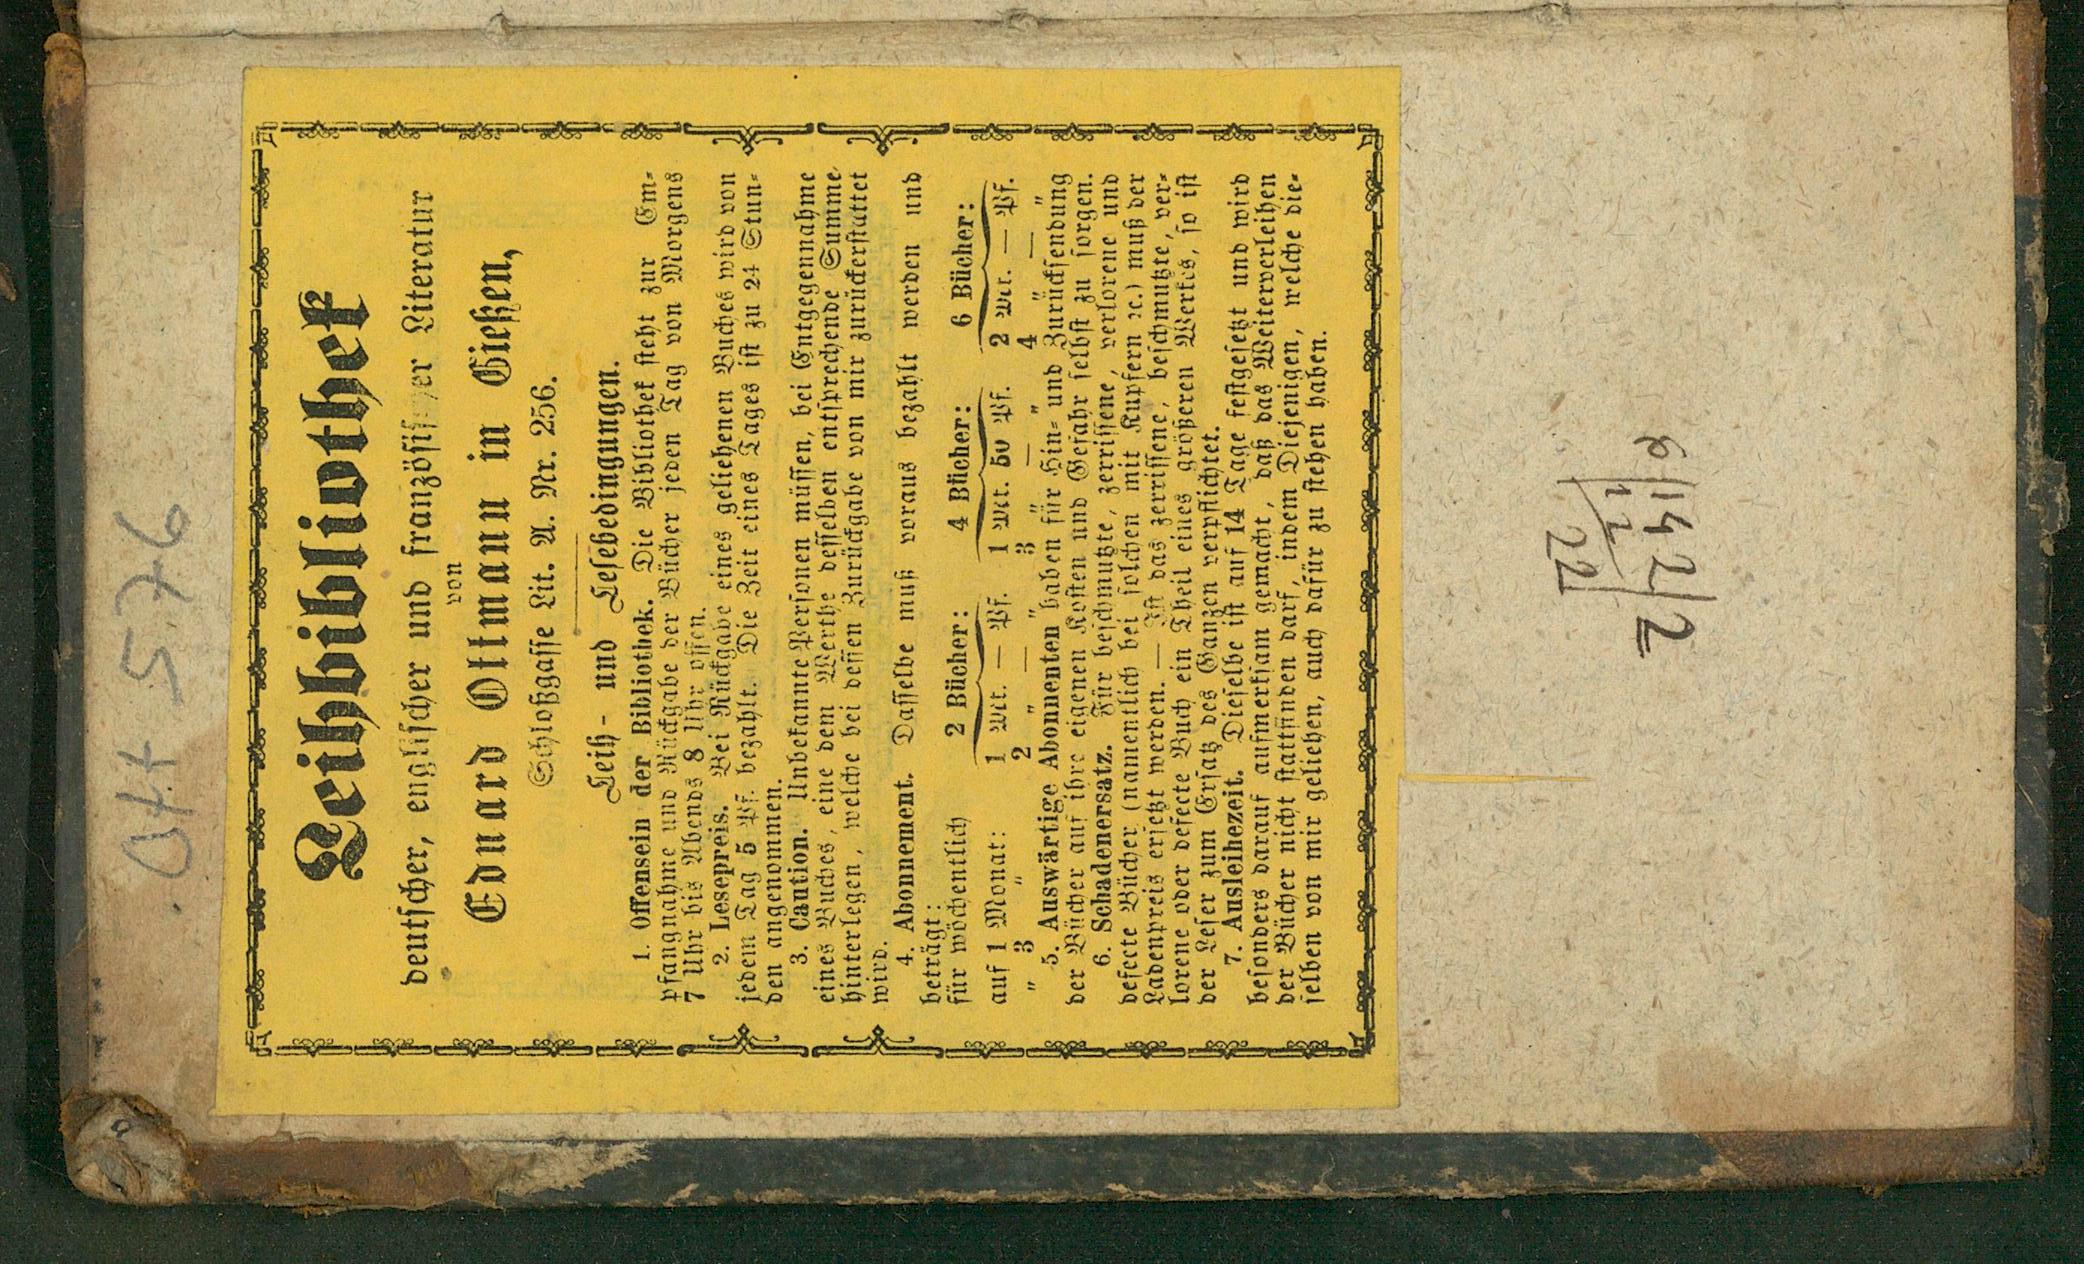 Ott 576
Leihbibliothek
deutscher, englischer und französischer Literatur
von
Eduard Ottmann in Gießen,
Schloßgasse Lit. A. Nr. 256.
Leih- und Lesebedingungen.
1. Offensein der Bibliothek. Die Bibliothek steht zur Em-
pfangnahme und Rückgabe der Bücher jeden Tag von Morgens
7 Uhr bis Abends 8 Uhr offen.
2. Lesepreis. Bei Rückgabe eines geliehenen Buches wird von
jedem Tag 5 Pf. bezahlt. Die Zeit eines Tages ist zu 24 Stun-
den angenommen.
3. Caution. Unbekannte Personen müssen, bei Entgegennahme
eines Buches, eine dem Werthe desselben entsprechende Summe
hinterlegen, welche bei dessen Zurückgabe von mir zurückerstattet
wird.
4. Abonnement. Dasselbe muß voraus bezahlt werden und
beträgt:
für wöchentlich 2 Bücher: 4 Bücher: 6 Bücher:
auf 1 Monat: 1 Mk. — Pf. 1 Mk. 50 Pf. 2 Mk. — Pf.
„ 3 „ 2 „ — „ 3 „ — „ 4 „ — „
5. Auswärtige Abonnenten haben für Hin- und Zurücksendung
der Bücher auf ihre eigenen Kosten und Gefahr selbst zu sorgen.
6. Schadenersatz. Für beschmutzte, zerrissene, verlorene und
defecte Bücher (namentlich bei solchen mit Kupfern ꝛc.) muß der
Ladenpreis ersetzt werden. — Ist das zerrissene, beschmutzte, ver-
lorene oder defecte Buch ein Theil eines größeren Werkes, so ist
der Leser zum Ersatz des Ganzen verpflichtet.
7. Ausleihezeit. Dieselbe ist auf 14 Tage festgesetzt und wird
besonders darauf aufmerksam gemacht, daß das Weiterverleihen
der Bücher nicht stattfinden darf, indem Diejenigen, welche die-
selben von mir geliehen, auch dafür zu stehen haben.
22
12